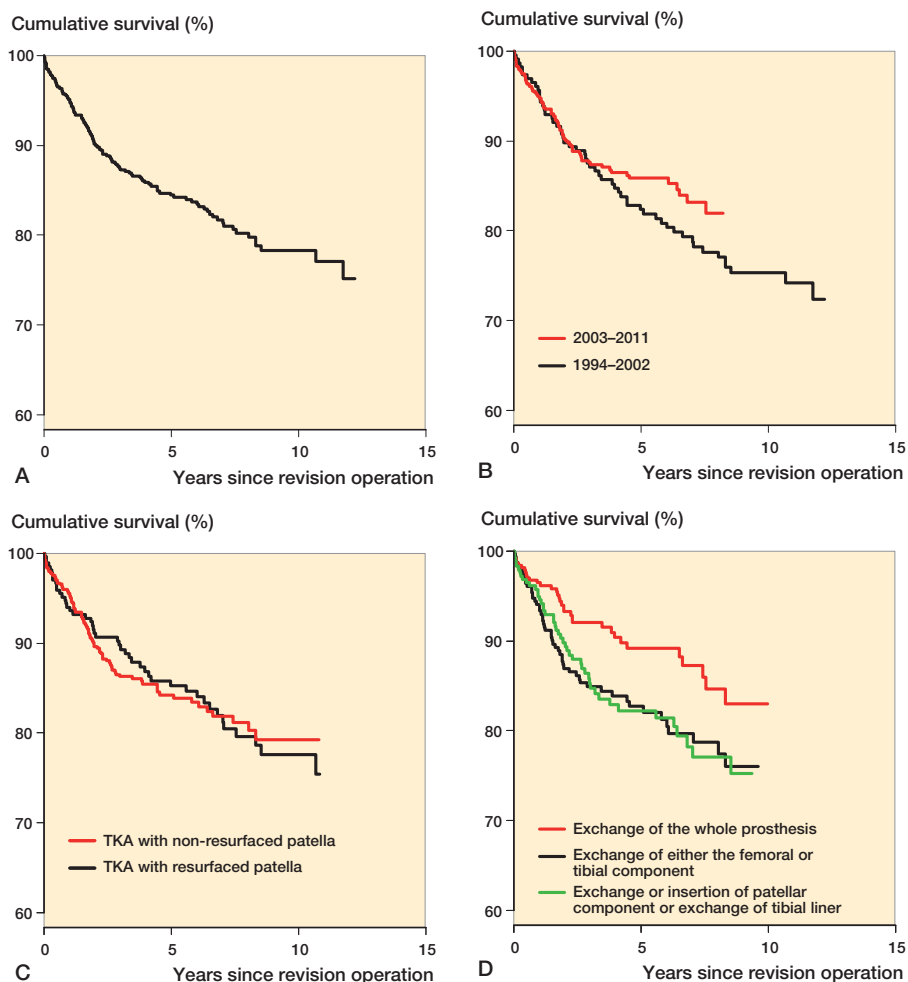 Cumulative survival (%)
100
90
80
70
60
0 5 10 15
Years since revision operation
A
Cumulative survival (%)
100
90
80
70
60
2003–2011
1994–2002
0 5 10 15
Years since revision operation
B
Cumulative survival (%)
100
90
80
70
60
TKA with non-resurfaced patella
TKA with resurfaced patella
0 5 10 15
Years since revision operation
C
Cumulative survival (%)
100
90
80
70
60
Exchange of the whole prosthesis
Exchange of either the femoral or
tibial component
Exchange or insertion of patellar
component or exchange of tibial liner
0 5 10 15
Years since revision operation
D